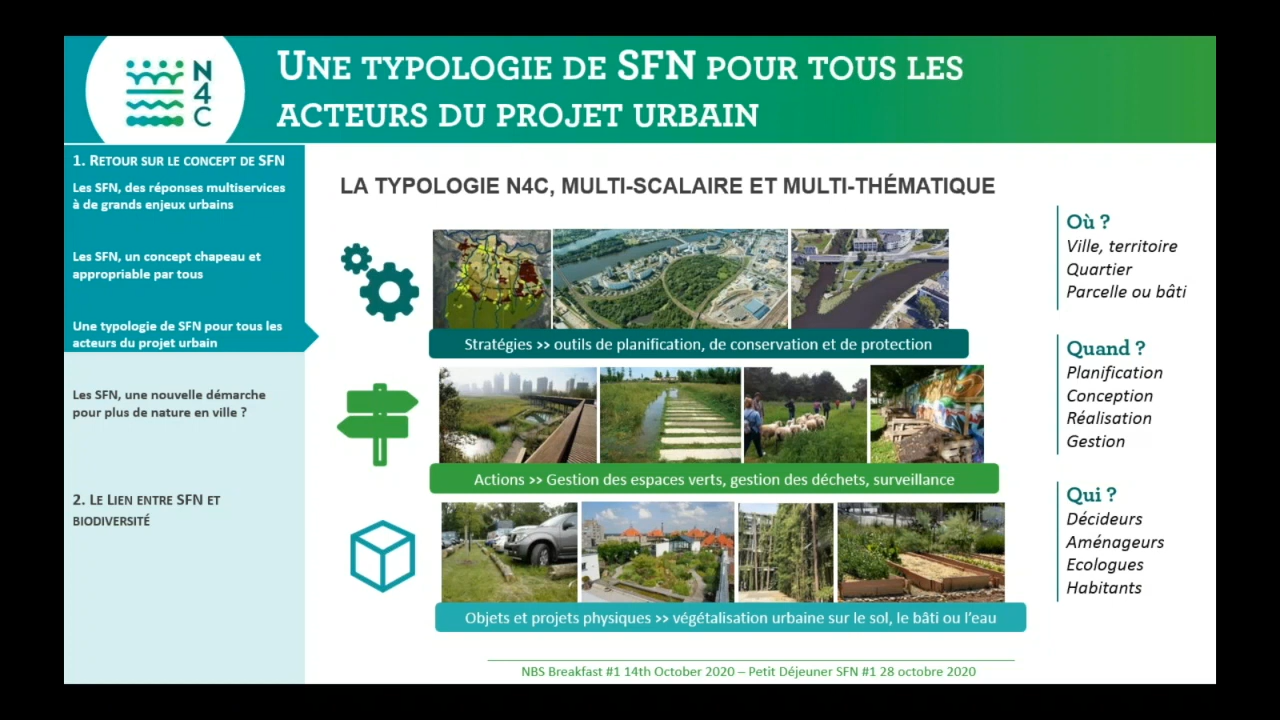 N
4
C
UNE TYPOLOGIE DE SFN POUR TOUS LES
ACTEURS DU PROJET URBAIN
1. RETOUR SUR LE CONCEPT DE SFN
Les SFN, des réponses multiservices
à de grands enjeux urbains
Les SFN, un concept chapeau et
appropriable par tous
Une typologie de SFN pour tous les
acteurs du projet urbain
Les SFN, une nouvelle démarche
pour plus de nature en ville ?
2. LE LIEN ENTRE SFN ET
BIODIVERSITÉ
LA TYPOLOGIE N4C, MULTI-SCALAIRE ET MULTI-THÉMATIQUE
Stratégies >> outils de planification, de conservation et de protection
Actions >> Gestion des espaces verts, gestion des déchets, surveillance
Objets et projets physiques >> végétalisation urbaine sur le sol, le bâti ou l'eau
Où ?
Ville, territoire
Quartier
Parcelle ou bâti
Quand ?
Planification
Conception
Réalisation
Gestion
Qui ?
Décideurs
Aménageurs
Ecologues
Habitants
NBS Breakfast #1 14th October 2020 – Petit Déjeuner SFN #1 28 octobre 2020